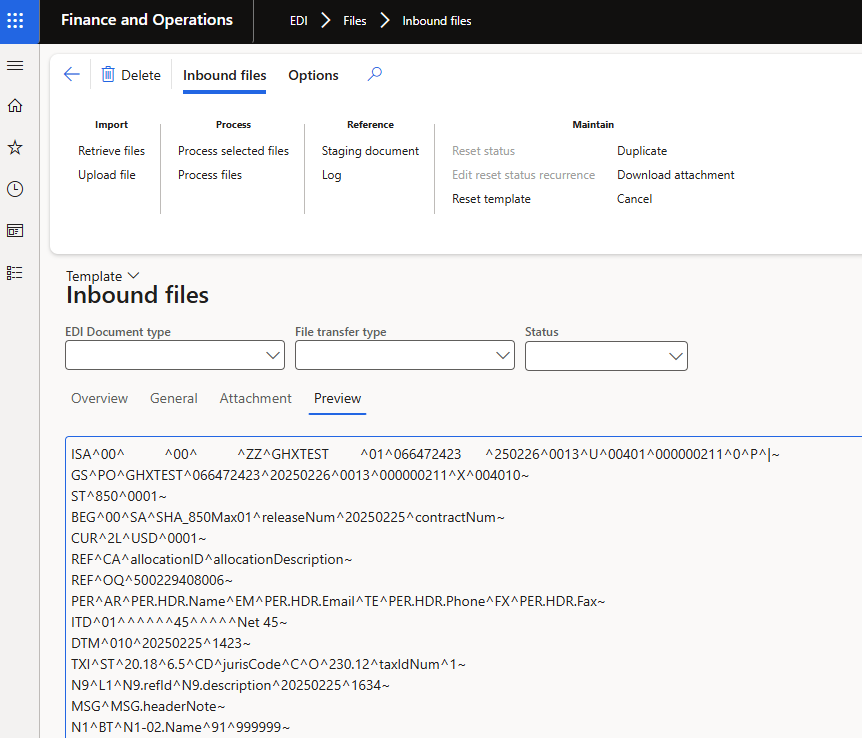 Finance and Operations
EDI > Files > Inbound files
Delete Inbound files Options
Import Process Reference Maintain
Retrieve files Process selected files Staging document Reset status Duplicate
Upload file Process files Log Edit reset status recurrence Download attachment
Reset template Cancel
Template
Inbound files
EDI Document type File transfer type Status
Overview General Attachment Preview
ISA^00^          ^00^          ^ZZ^GHXTEST        ^01^066472423      ^250226^0013^U^00401^000000211^0^P^|~
GS^PO^GHXTEST^066472423^20250226^0013^000000211^X^004010~
ST^850^0001~
BEG^00^SA^SHA_850Max01^releaseNum^20250225^contractNum~
CUR^2L^USD^0001~
REF^CA^allocationID^allocationDescription~
REF^OQ^500229408006~
PER^AR^PER.HDR.Name^EM^PER.HDR.Email^TE^PER.HDR.Phone^FX^PER.HDR.Fax~
ITD^01^^^^^^45^^^^^Net 45~
DTM^010^20250225^1423~
TXI^ST^20.18^6.5^CD^jurisCode^C^O^230.12^taxIdNum^1~
N9^L1^N9.refId^N9.description^20250225^1634~
MSG^MSG.headerNote~
N1^BT^N1-02.Name^91^999999~